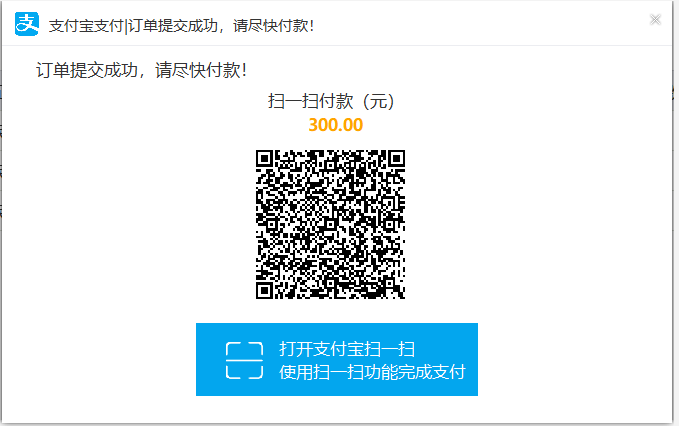 支付宝支付|订单提交成功，请尽快付款！
订单提交成功，请尽快付款！
扫一扫付款（元）
300.00
打开支付宝扫一扫
使用扫一扫功能完成支付